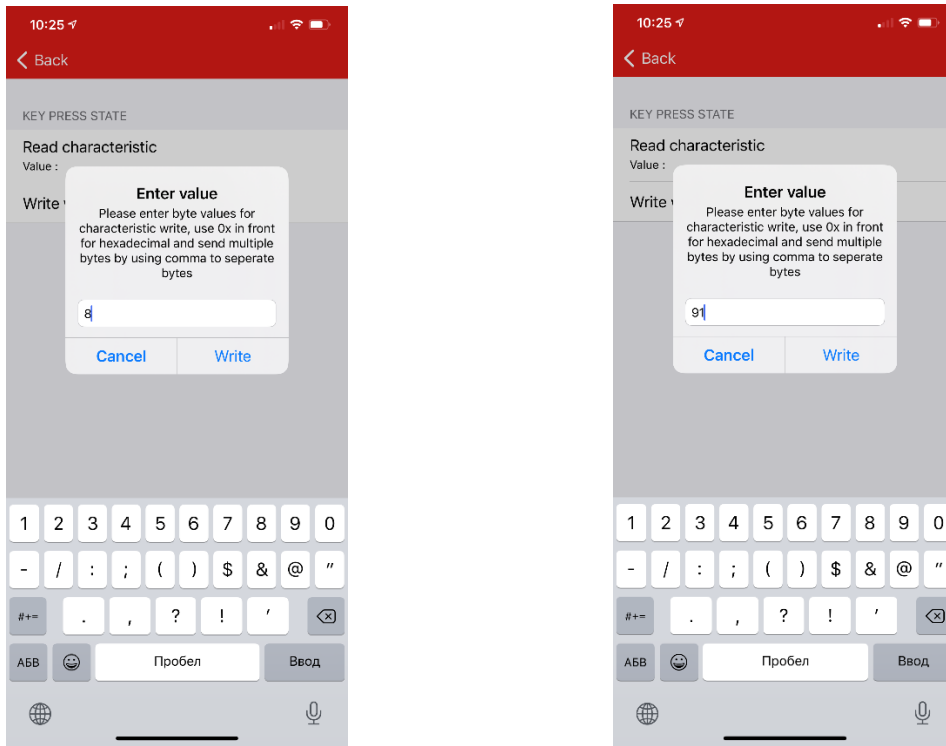 10:25
Back
KEY PRESS STATE
Read characteristic
Value :
Write
Enter value
Please enter byte values for
characteristic write, use 0x in front
for hexadecimal and send multiple
bytes by using comma to seperate
bytes
8
Cancel Write
1 2 3 4 5 6 7 8 9 0
- / : ; ( ) $ & @ "
#+= . , ? ! '
АБВ Пробел Ввод
10:25
Back
KEY PRESS STATE
Read characteristic
Value :
Write
Enter value
Please enter byte values for
characteristic write, use 0x in front
for hexadecimal and send multiple
bytes by using comma to seperate
bytes
91
Cancel Write
1 2 3 4 5 6 7 8 9 0
- / : ; ( ) $ & @ "
#+= . , ? ! '
АБВ Пробел Ввод